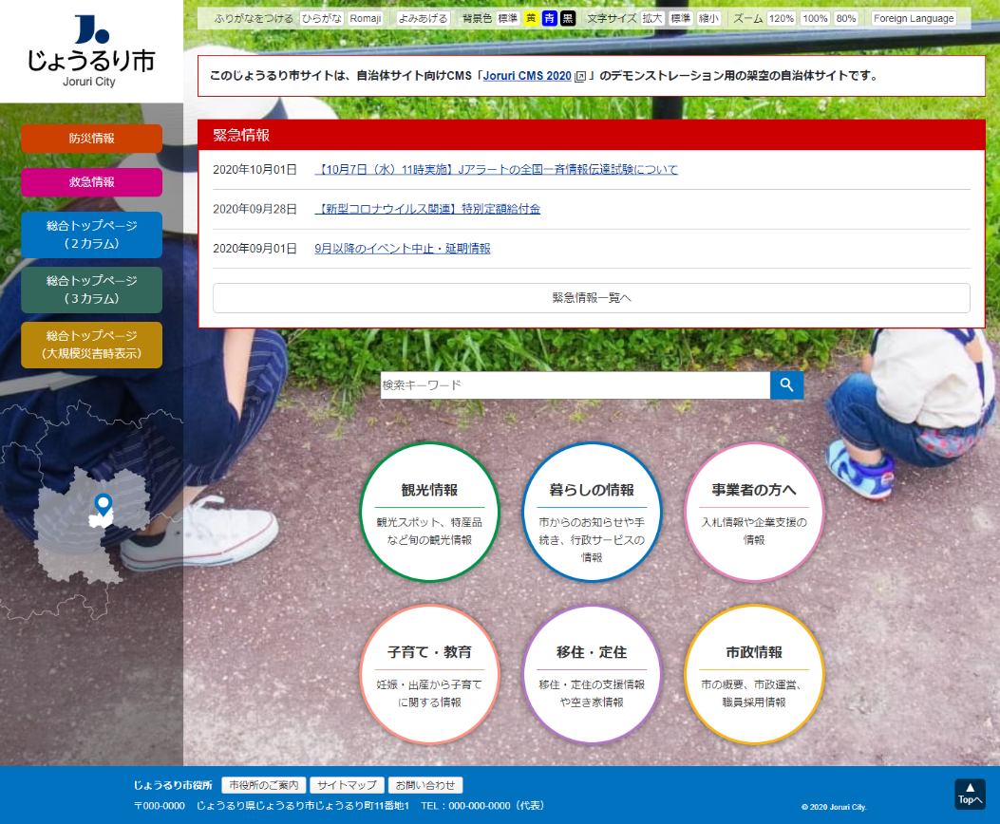 じょうるり市
Joruri City
ふりがなをつける ひらがな Romaji よみあげる 背景色 標準 黄 青 黒 文字サイズ 拡大 標準 縮小 ズーム 120% 100% 80% Foreign Language
このじょうるり市サイトは、自治体サイト向けCMS「Joruri CMS 2020」のデモンストレーション用の架空の自治体サイトです。
防災情報
救急情報
総合トップページ
（２カラム）
総合トップページ
（３カラム）
総合トップページ
（大規模災害時表示）
緊急情報
2020年10月01日 【10月7日（水）11時実施】Jアラートの全国一斉情報伝達試験について
2020年09月28日 【新型コロナウイルス関連】特別定額給付金
2020年09月01日 9月以降のイベント中止・延期情報
緊急情報一覧へ
検索キーワード
観光情報
観光スポット、特産品
など旬の観光情報
暮らしの情報
市からのお知らせや手
続き、行政サービスの
情報
事業者の方へ
入札情報や企業支援の
情報
子育て・教育
妊娠・出産から子育て
に関する情報
移住・定住
移住・定住の支援情報
や空き家情報
市政情報
市の概要、市政運営、
職員採用情報
じょうるり市役所 市役所のご案内 サイトマップ お問い合わせ
〒000-0000 じょうるり県じょうるり市じょうるり町11番地1 TEL：000-000-0000（代表）
© 2020 Joruri City.
▲
Topへ